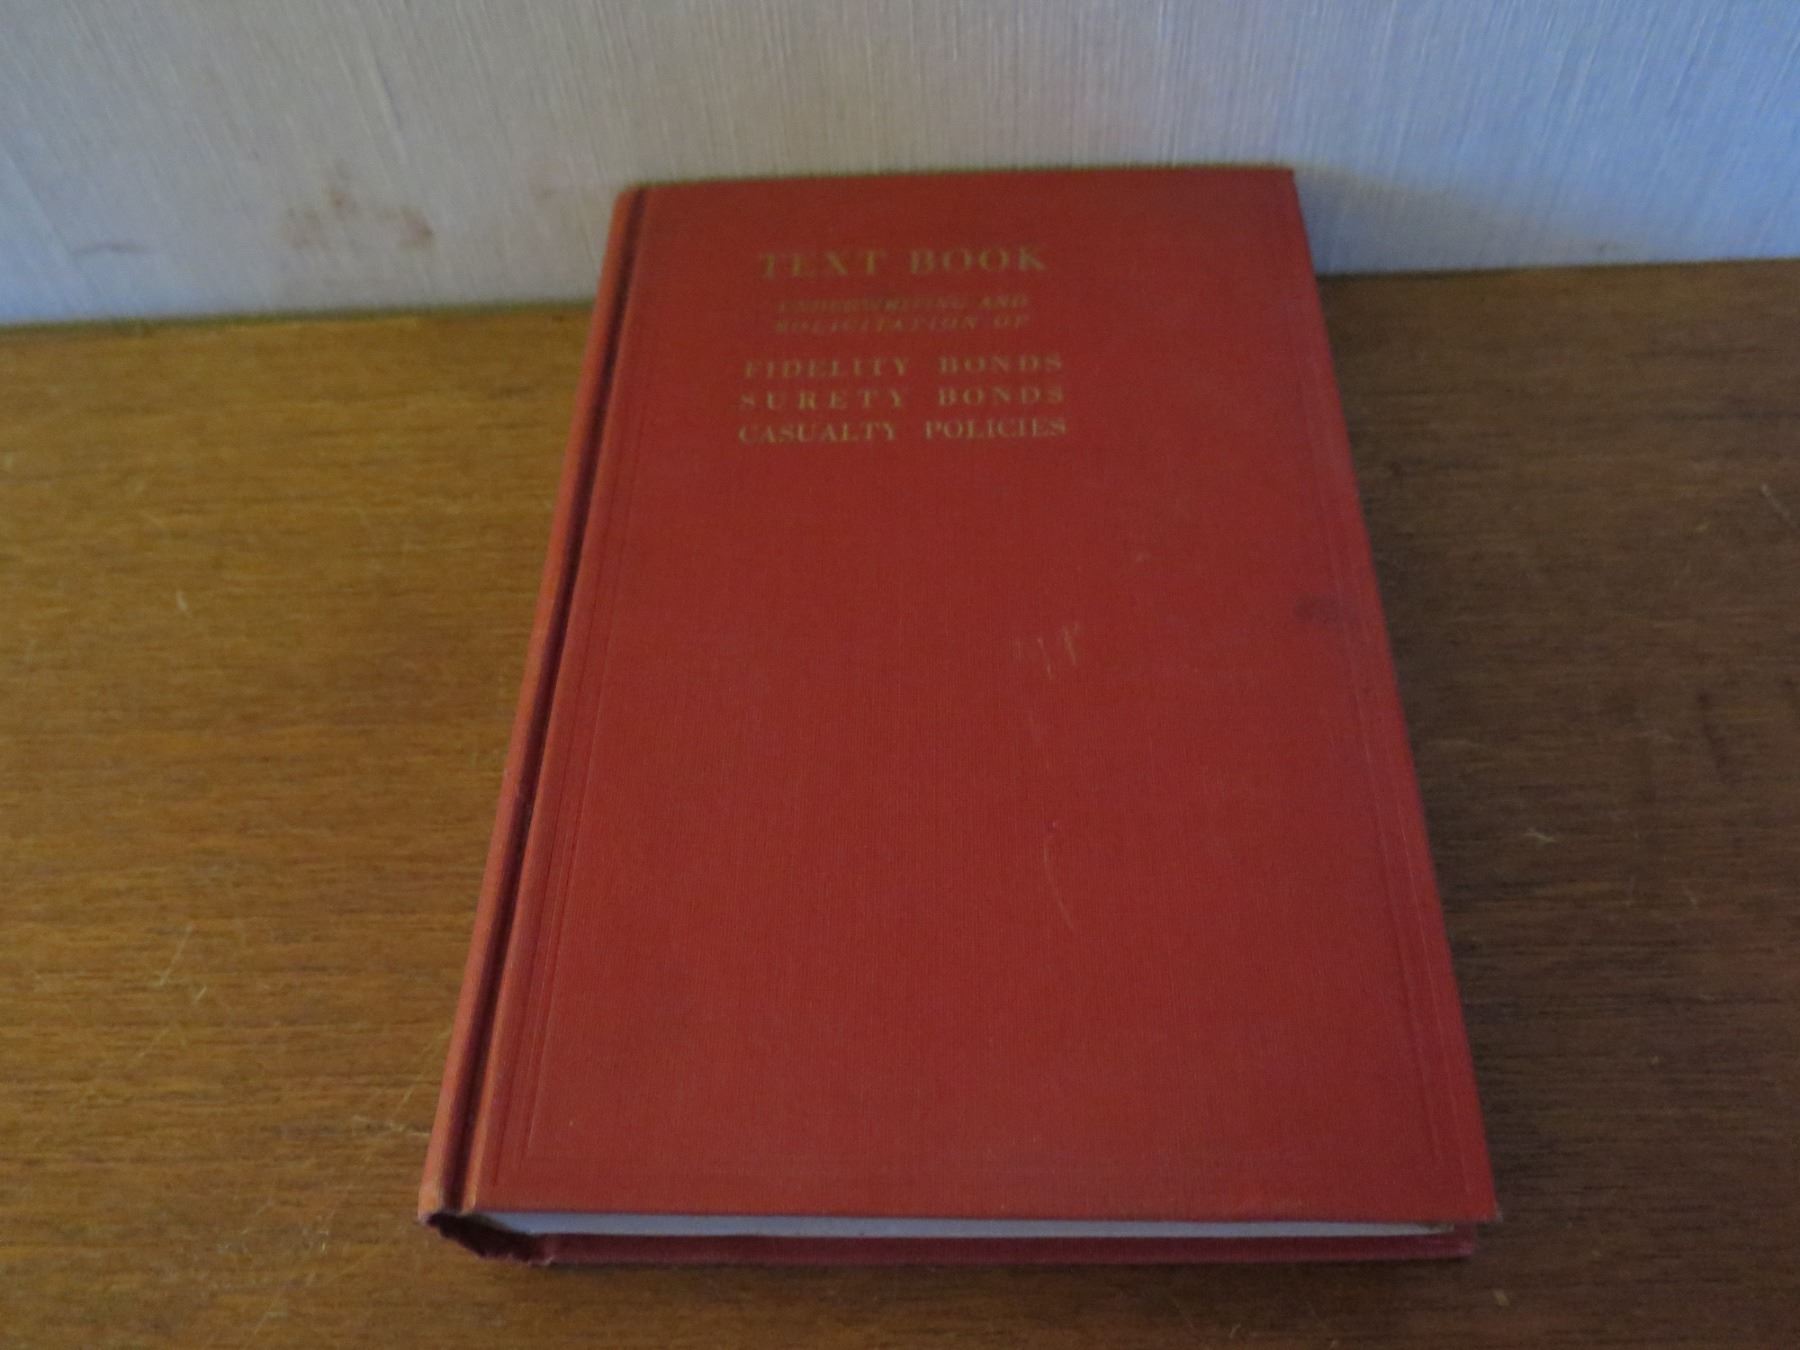 TEXT BOOK
UNDERWRITING AND
SOLICITATION OF
FIDELITY BONDS
SURETY BONDS
CASUALTY POLICIES